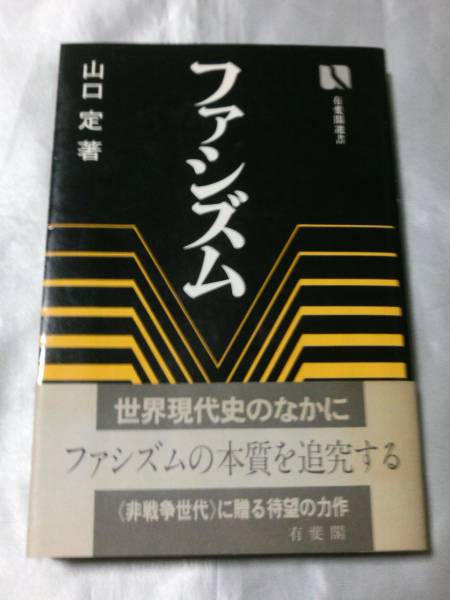 山口 定著
ファシズム
有斐閣選書
世界現代史のなかに
ファシズムの本質を追究する
〈非戦争世代〉に贈る待望の力作
有斐閣